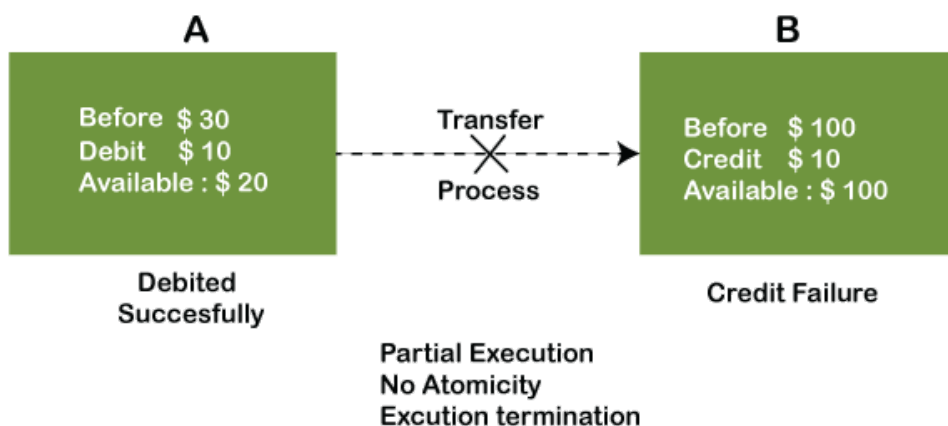 A
B
Before $ 30
Debit $ 10
Available : $ 20
Transfer
Process
Before $ 100
Credit $ 10
Available : $ 100
Debited
Succesfully
Credit Failure
Partial Execution
No Atomicity
Excution termination